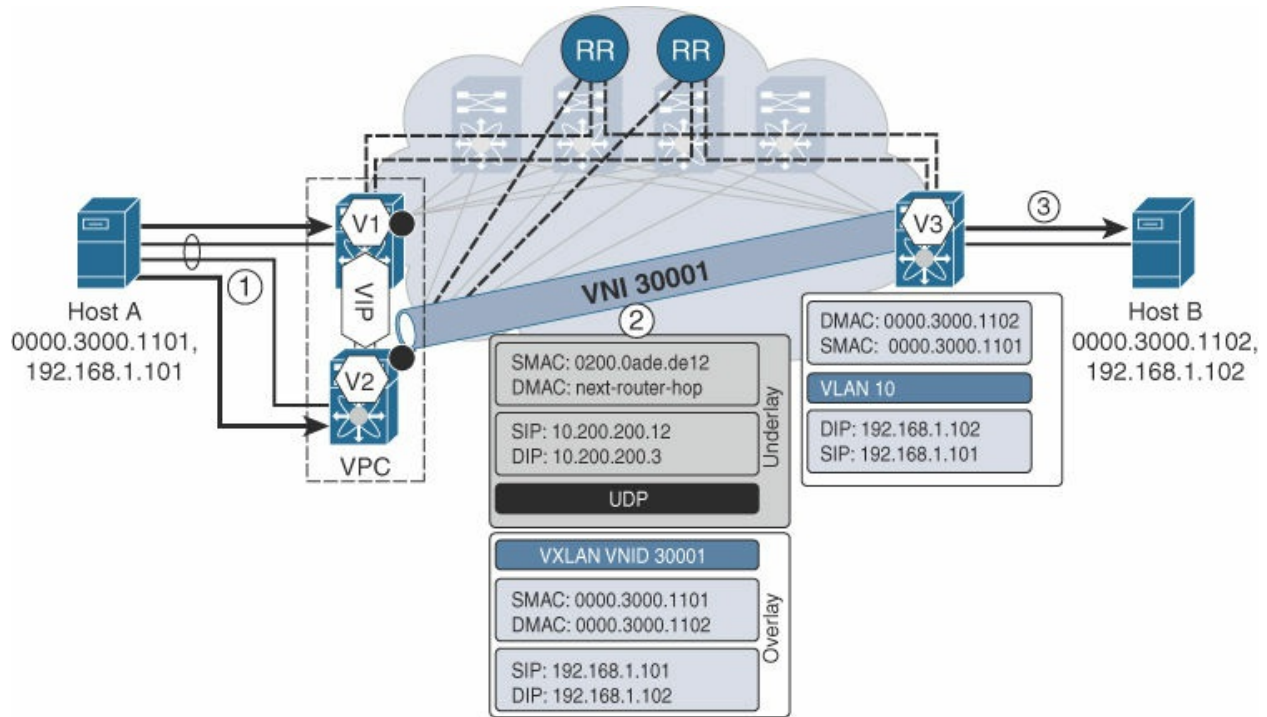 RR
RR
V1
VIP
V2
VPC
V3
1
2
3
Host A
0000.3000.1101,
192.168.1.101
Host B
0000.3000.1102,
192.168.1.102
VNI 30001
SMAC: 0200.0ade.de12
DMAC: next-router-hop
SIP: 10.200.200.12
DIP: 10.200.200.3
UDP
Underlay
VXLAN VNID 30001
SMAC: 0000.3000.1101
DMAC: 0000.3000.1102
SIP: 192.168.1.101
DIP: 192.168.1.102
Overlay
DMAC: 0000.3000.1102
SMAC: 0000.3000.1101
VLAN 10
DIP: 192.168.1.102
SIP: 192.168.1.101